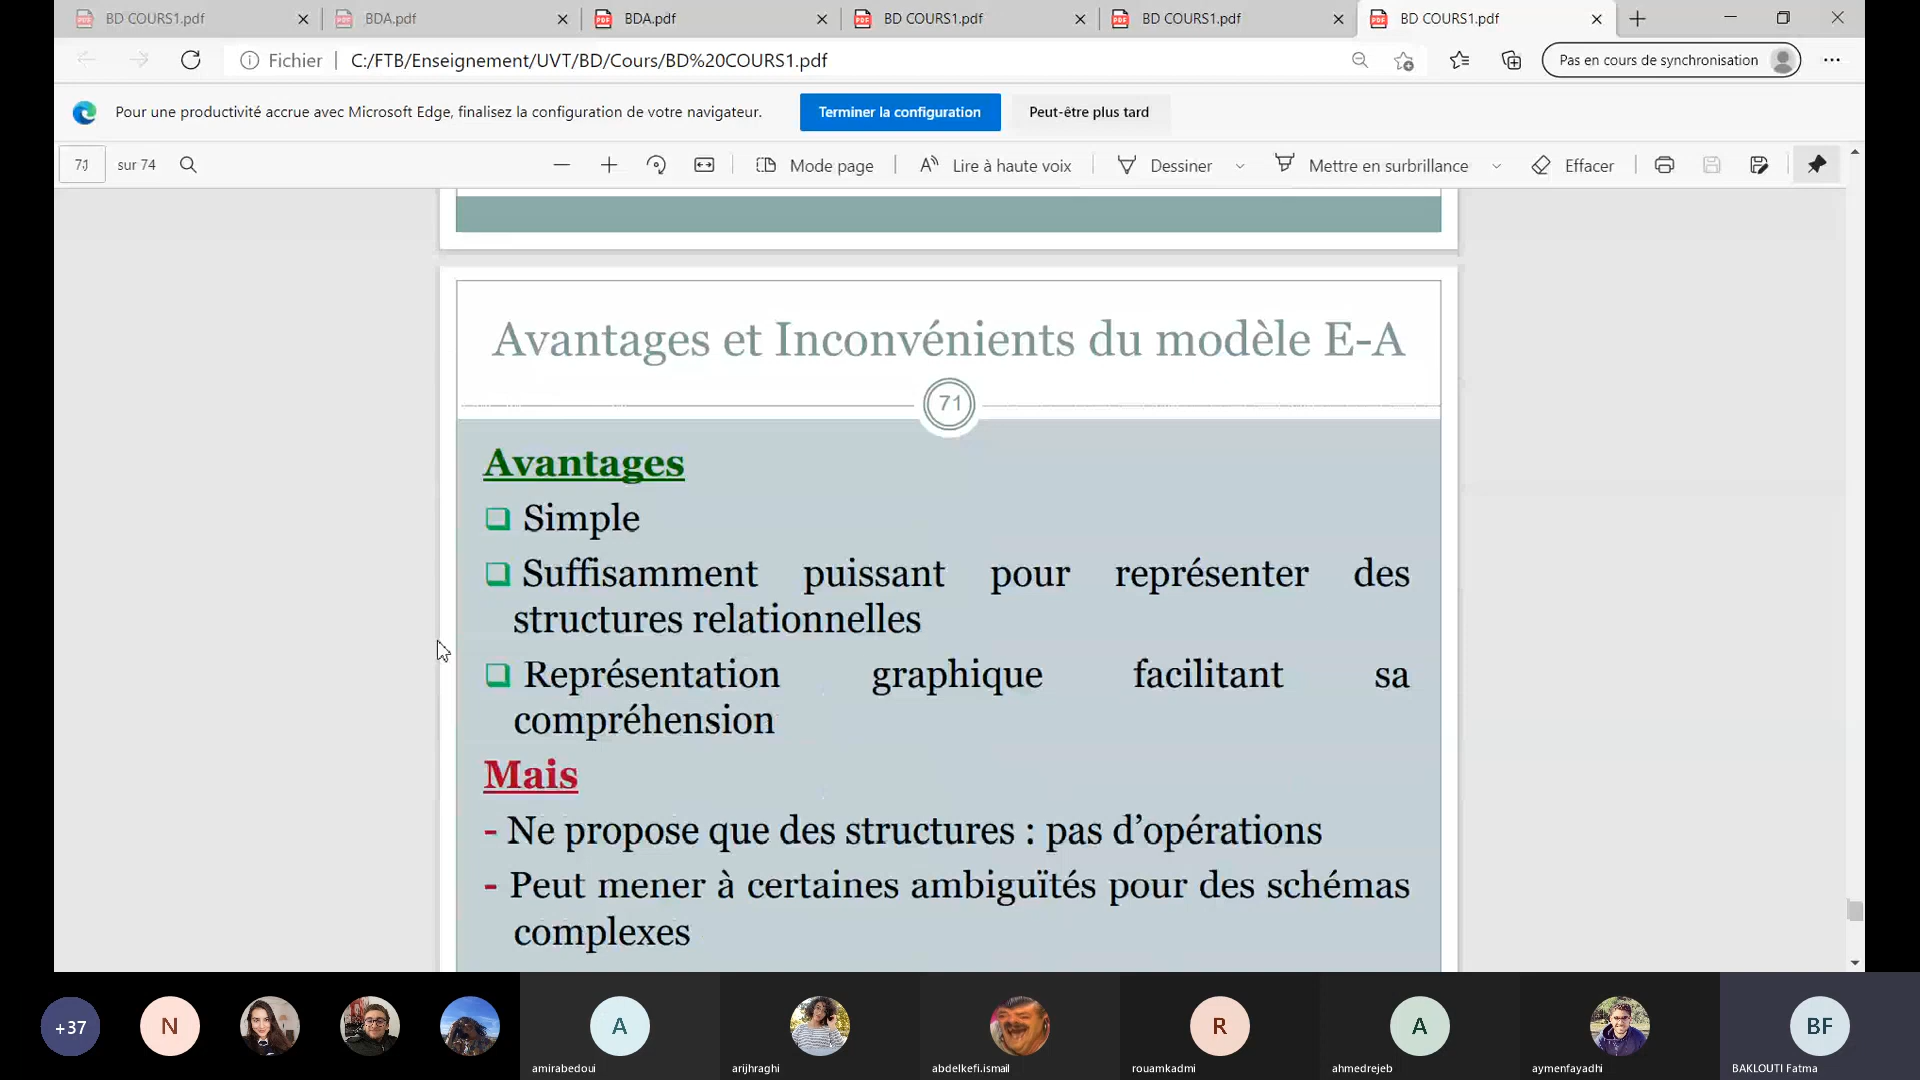 BD COURS1.pdf
BDA.pdf
BDA.pdf
BD COURS1.pdf
BD COURS1.pdf
BD COURS1.pdf
Fichier
C:/FTB/Enseignement/UVT/BD/Cours/BD%20COURS1.pdf
Pas en cours de synchronisation
Pour une productivité accrue avec Microsoft Edge, finalisez la configuration de votre navigateur.
Terminer la configuration
Peut-être plus tard
71 sur 74
Mode page
Lire à haute voix
Dessiner
Mettre en surbrillance
Effacer
Avantages et Inconvénients du modèle E-A
71
Avantages
Simple
Suffisamment puissant pour représenter des
structures relationnelles
Représentation graphique facilitant sa
compréhension
Mais
- Ne propose que des structures : pas d’opérations
- Peut mener à certaines ambiguïtés pour des schémas
complexes
+37
N
A
R
A
BF
amirabedoui
arijhraghi
abdelkefi.ismail
rouamkadmi
ahmedrejeb
aymenfayadhi
BAKLOUTI Fatma